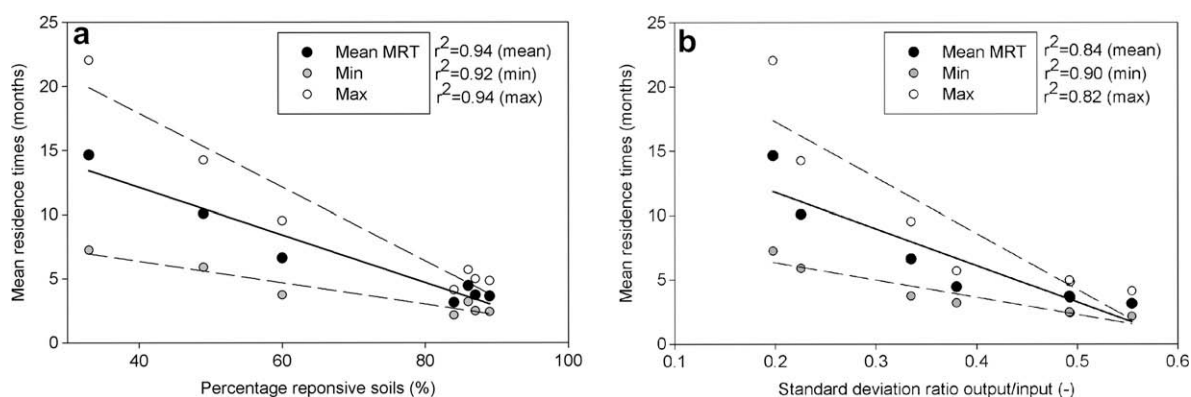 a
Mean MRT r²=0.94 (mean)
Min r²=0.92 (min)
Max r²=0.94 (max)
Mean residence times (months)
25
20
15
10
5
0
40 60 80 100
Percentage reponsive soils (%)
b
Mean MRT r²=0.84 (mean)
Min r²=0.90 (min)
Max r²=0.82 (max)
Mean residence times (months)
25
20
15
10
5
0
0.1 0.2 0.3 0.4 0.5 0.6
Standard deviation ratio output/input (-)